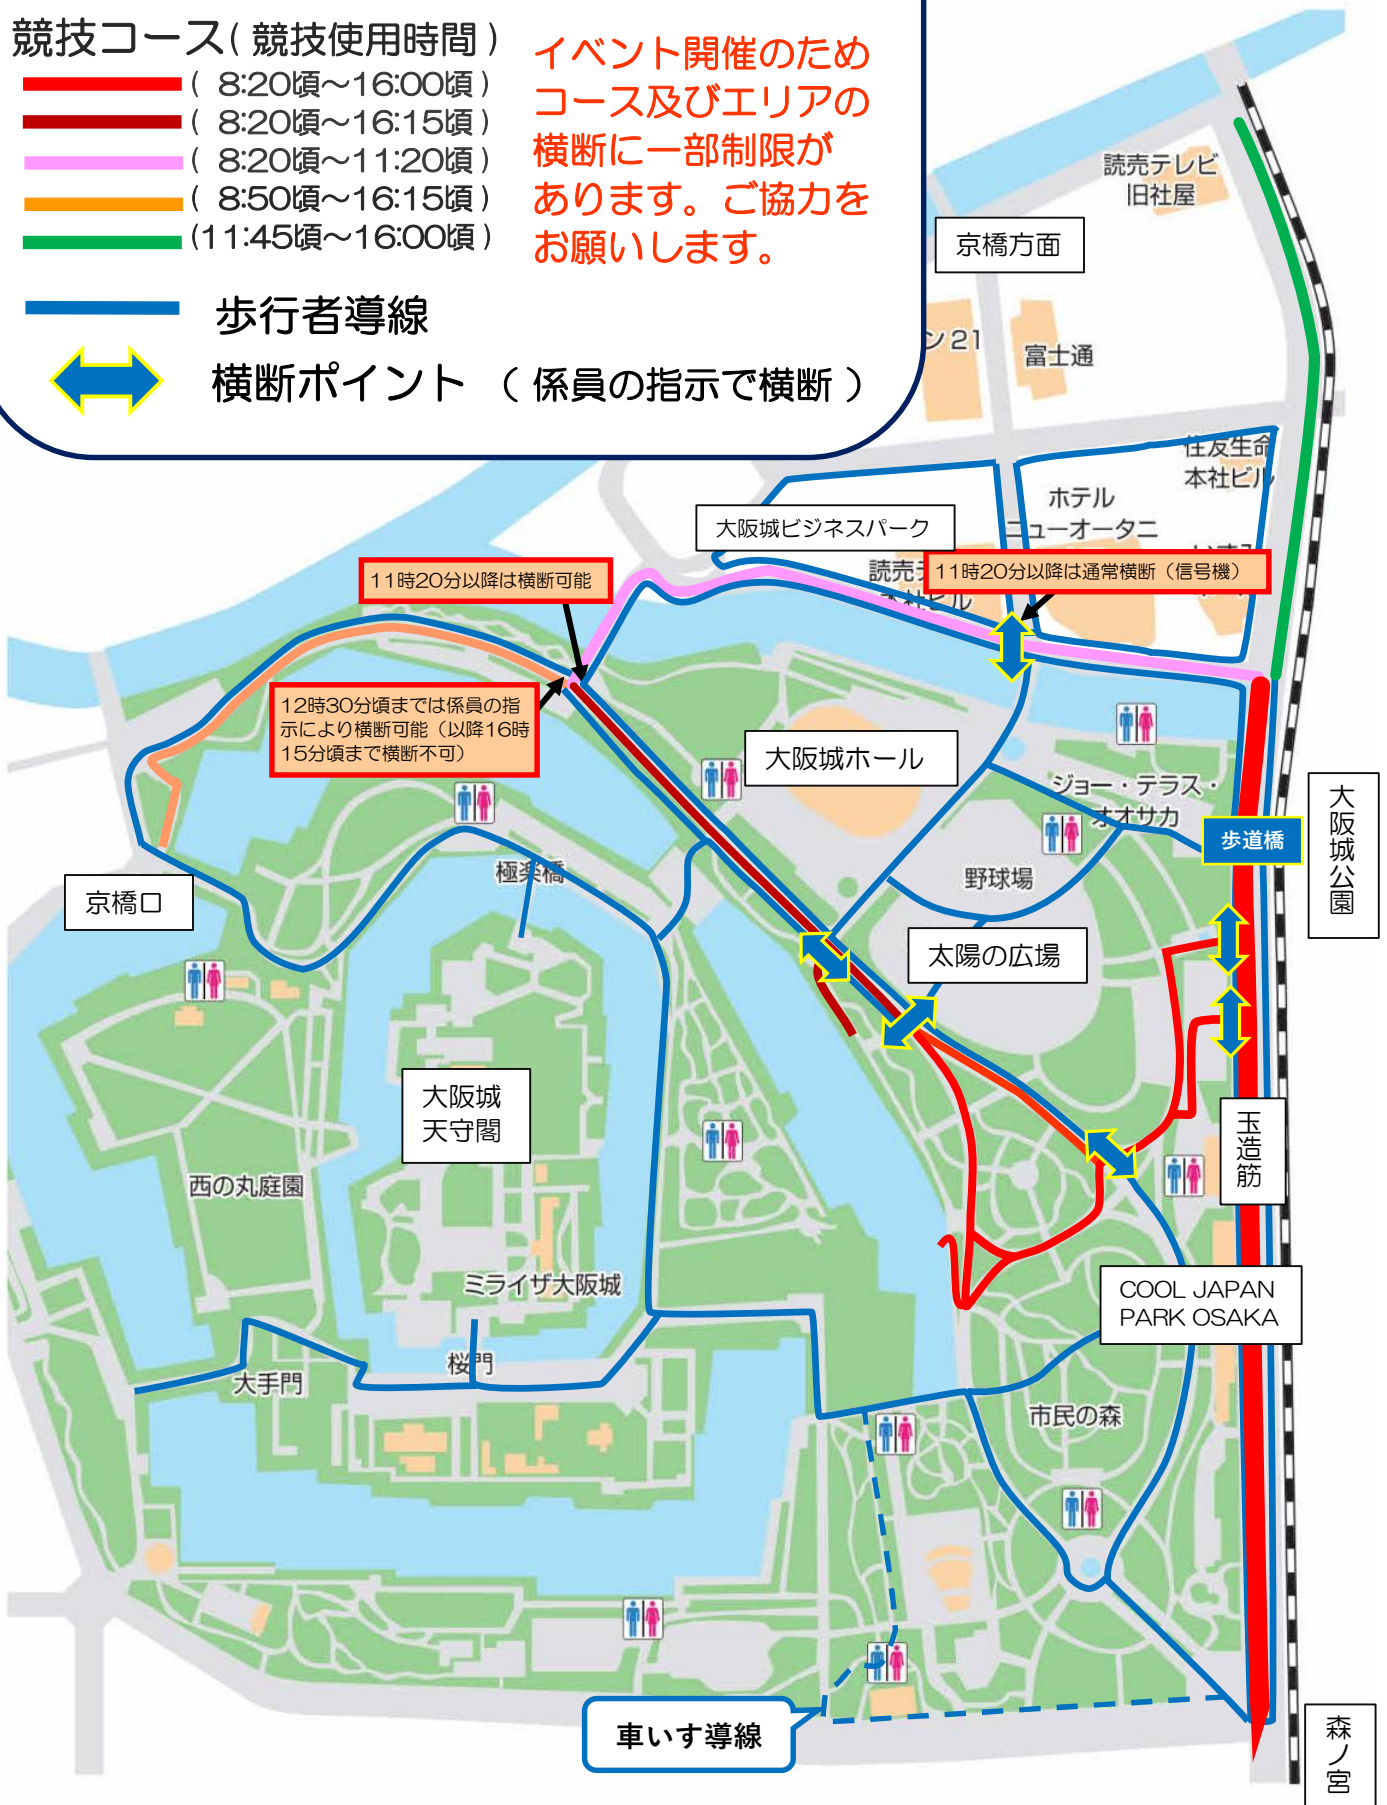 競技コース(競技使用時間)
( 8:20頃〜16:00頃)
( 8:20頃〜16:15頃)
( 8:20頃〜11:20頃)
( 8:50頃〜16:15頃)
(11:45頃〜16:00頃)
歩行者導線
横断ポイント (係員の指示で横断)
イベント開催のため
コース及びエリアの
横断に一部制限が
あります。ご協力を
お願いします。
読売テレビ
旧社屋
京橋方面
ン21
富士通
住友生命
本社ビル
ホテル
ニューオータニ
大阪城ビジネスパーク
読売テ
本社ビル
11時20分以降は横断可能
11時20分以降は通常横断(信号機)
12時30分頃までは係員の指
示により横断可能(以降16時
15分頃まで横断不可)
大阪城ホール
ジョー・テラス・
オオサカ
歩道橋
大阪城公園
京橋口
極楽橋
野球場
太陽の広場
大阪城
天守閣
玉造筋
西の丸庭園
ミライザ大阪城
COOL JAPAN
PARK OSAKA
桜門
大手門
市民の森
車いす導線
森ノ宮